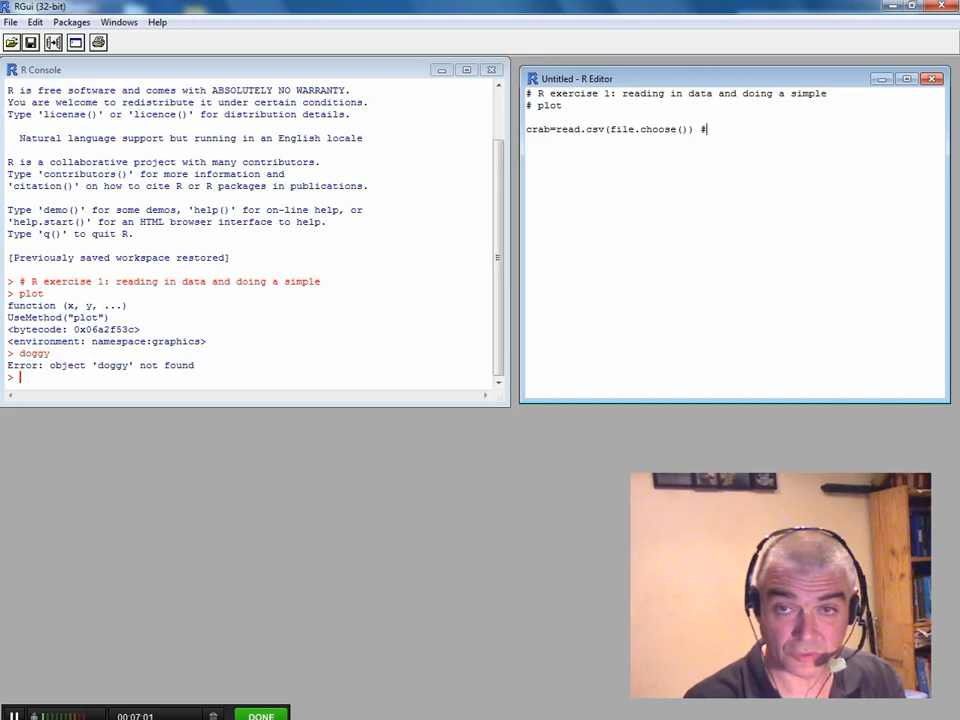 RGui (32-bit)
File Edit Packages Windows Help
R Console
R is free software and comes with ABSOLUTELY NO WARRANTY.
You are welcome to redistribute it under certain conditions.
Type 'license()' or 'licence()' for distribution details.
Natural language support but running in an English locale
R is a collaborative project with many contributors.
Type 'contributors()' for more information and
'citation()' on how to cite R or R packages in publications.
Type 'demo()' for some demos, 'help()' for on-line help, or
'help.start()' for an HTML browser interface to help.
Type 'q()' to quit R.
[Previously saved workspace restored]
> # R exercise 1: reading in data and doing a simple
> plot
function (x, y, ...)
UseMethod("plot")
<bytecode: 0x06a2f53c>
<environment: namespace:graphics>
> doggy
Error: object 'doggy' not found
>
Untitled - R Editor
# R exercise 1: reading in data and doing a simple
# plot
crab=read.csv(file.choose()) #
00:07:01
DONE